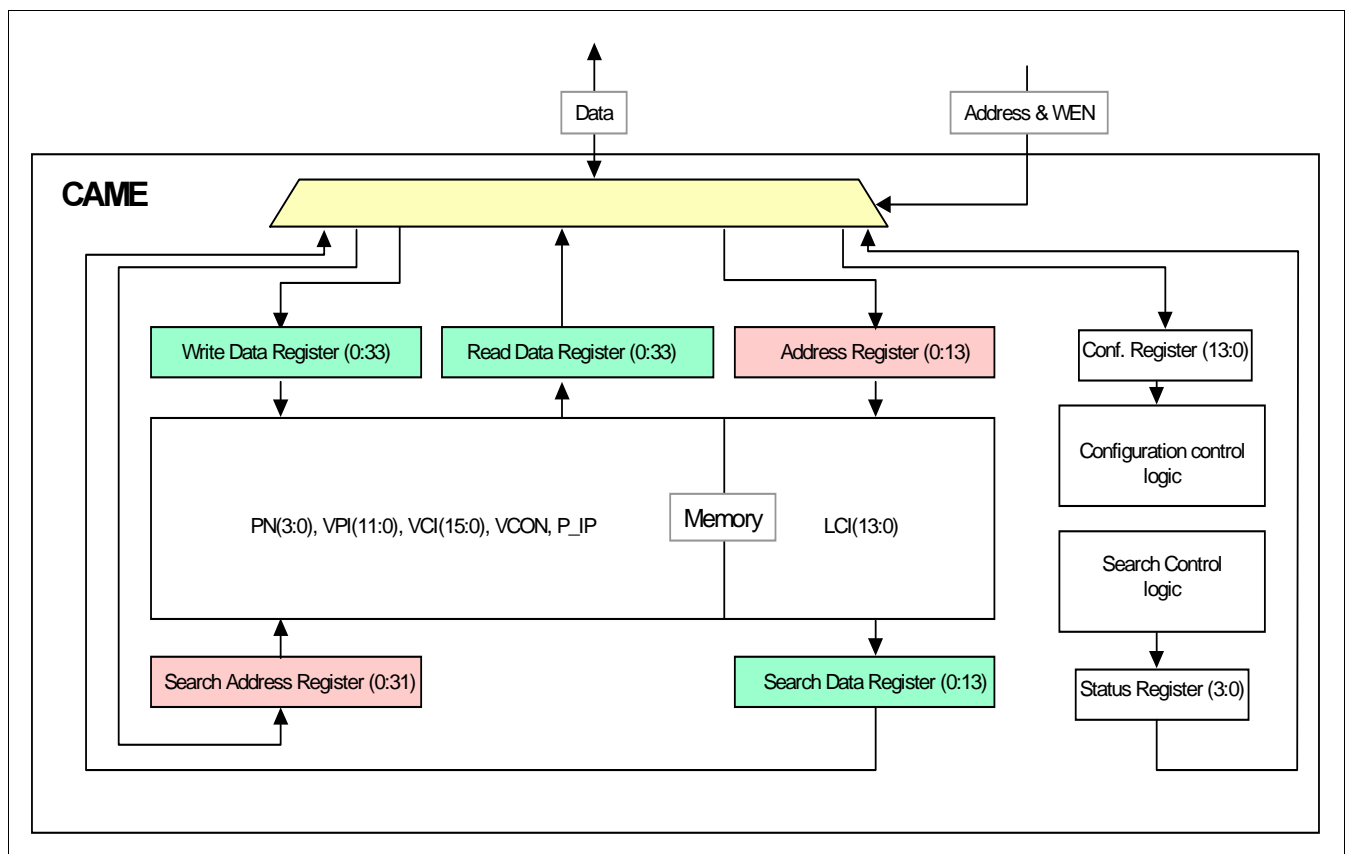 Data
Address & WEN
CAME
Write Data Register (0:33)
Read Data Register (0:33)
Address Register (0:13)
Conf. Register (13:0)
Configuration control
logic
PN(3:0), VPI(11:0), VCI(15:0), VCON, P_IP
Memory
LCI(13:0)
Search Control
logic
Search Address Register (0:31)
Search Data Register (0:13)
Status Register (3:0)